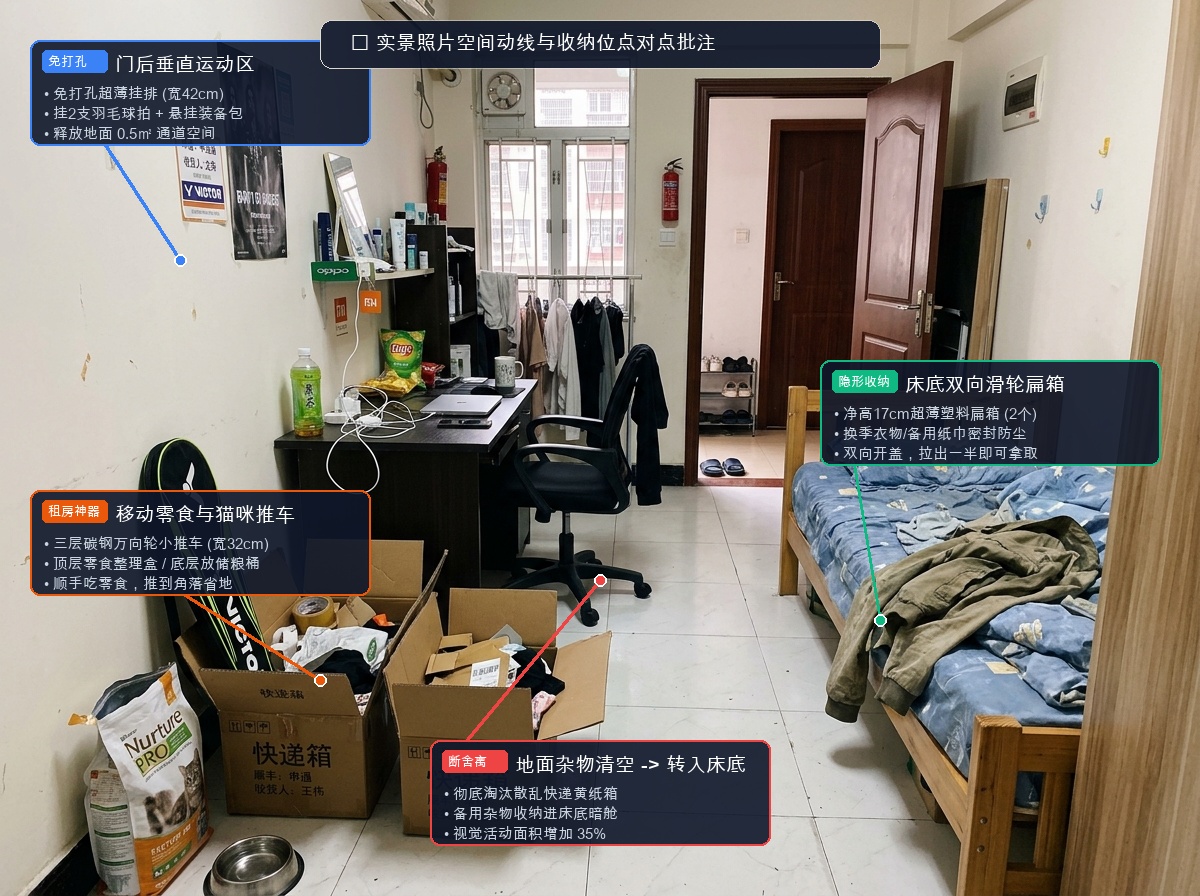 □ 实景照片空间动线与收纳位点对点批注
免打孔
门后垂直运动区
• 免打孔超薄挂排 (宽42cm)
• 挂2支羽毛球拍 + 悬挂装备包
• 释放地面 0.5㎡ 通道空间
VICTOR
oppo
Lay's
隐形收纳
床底双向滑轮扁箱
• 净高17cm超薄塑料扁箱 (2个)
• 换季衣物/备用纸巾密封防尘
• 双向开盖，拉出一半即可拿取
租房神器
移动零食与猫咪推车
• 三层碳钢万向轮小推车 (宽32cm)
• 顶层零食整理盒 / 底层放储粮桶
• 顺手吃零食，推到角落省地
VICTO
Nurture
PRO
快递箱
断舍离
地面杂物清空 -> 转入床底
• 彻底淘汰散乱快递黄纸箱
• 备用杂物收纳进床底暗舱
• 视觉活动面积增加 35%